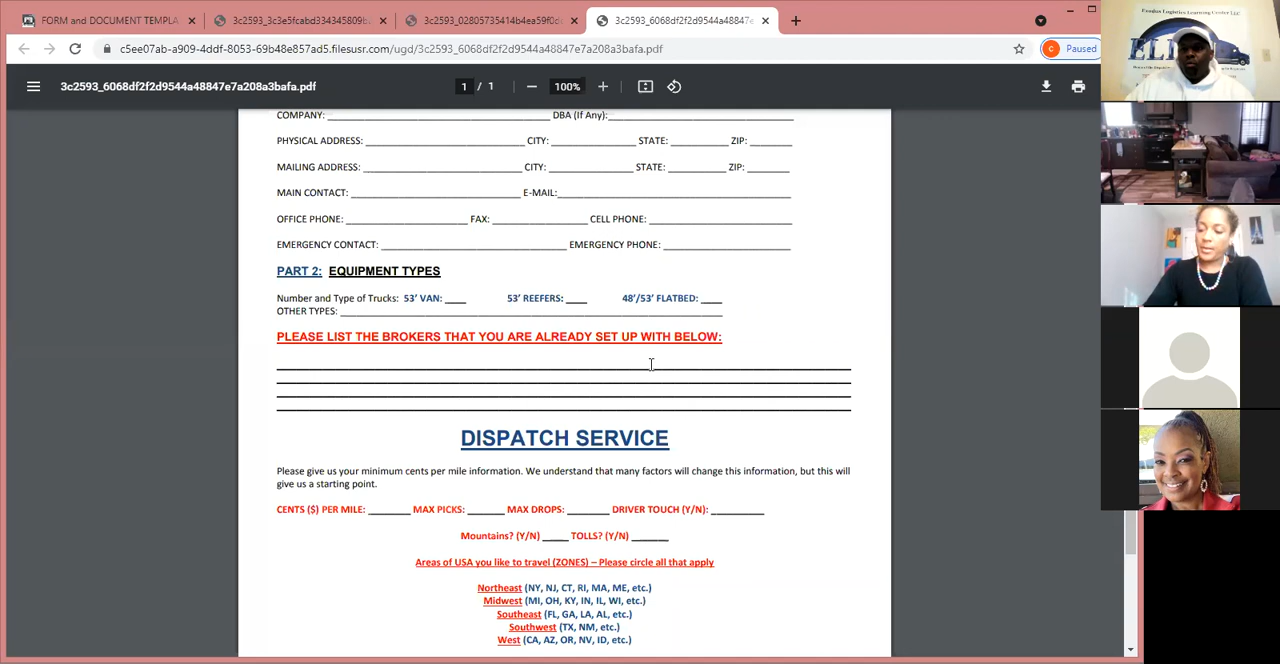 FORM and DOCUMENT TEMPLA
3c2593_3c3e5fcabd334345809b
3c2593_02805735414b4ea39ff0d
3c2593_6068df2f2d9544a48847
Paused
c5ee07ab-a909-4ddf-8053-69b48e857ad5.filesusr.com/ugd/3c2593_6068df2f2d9544a48847e7a208a3bafa.pdf
3c2593_6068df2f2d9544a48847e7a208a3bafa.pdf
1 / 1
100%
Exodus Logistics Learning Center LLC
COMPANY: DBA (If Any):
PHYSICAL ADDRESS: CITY: STATE: ZIP:
MAILING ADDRESS: CITY: STATE: ZIP:
MAIN CONTACT: E-MAIL:
OFFICE PHONE: FAX: CELL PHONE:
EMERGENCY CONTACT: EMERGENCY PHONE:
PART 2: EQUIPMENT TYPES
Number and Type of Trucks: 53' VAN: 53' REEFERS: 48'/53' FLATBED:
OTHER TYPES:
PLEASE LIST THE BROKERS THAT YOU ARE ALREADY SET UP WITH BELOW:
DISPATCH SERVICE
Please give us your minimum cents per mile information. We understand that many factors will change this information, but this will
give us a starting point.
CENTS ($) PER MILE: MAX PICKS: MAX DROPS: DRIVER TOUCH (Y/N):
Mountains? (Y/N) TOLLS? (Y/N)
Areas of USA you like to travel (ZONES) – Please circle all that apply
Northeast (NY, NJ, CT, RI, MA, ME, etc.)
Midwest (MI, OH, KY, IN, IL, WI, etc.)
Southeast (FL, GA, LA, AL, etc.)
Southwest (TX, NM, etc.)
West (CA, AZ, OR, NV, ID, etc.)